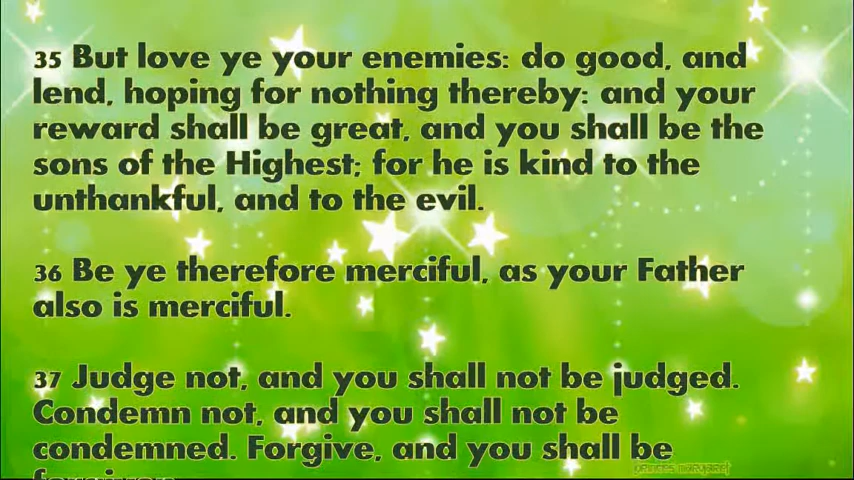 35 But love ye your enemies: do good, and
lend, hoping for nothing thereby: and your
reward shall be great, and you shall be the
sons of the Highest; for he is kind to the
unthankful, and to the evil.
36 Be ye therefore merciful, as your Father
also is merciful.
37 Judge not, and you shall not be judged.
Condemn not, and you shall not be
condemned. Forgive, and you shall be